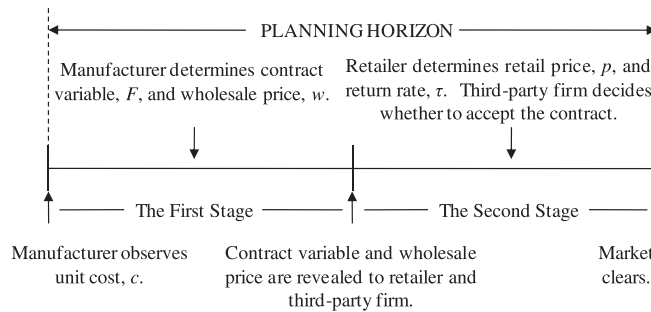 PLANNING HORIZON
Manufacturer determines contract
variable, F, and wholesale price, w.
Retailer determines retail price, p, and
return rate, τ. Third-party firm decides
whether to accept the contract.
The First Stage
The Second Stage
Manufacturer observes
unit cost, c.
Contract variable and wholesale
price are revealed to retailer and
third-party firm.
Market
clears.